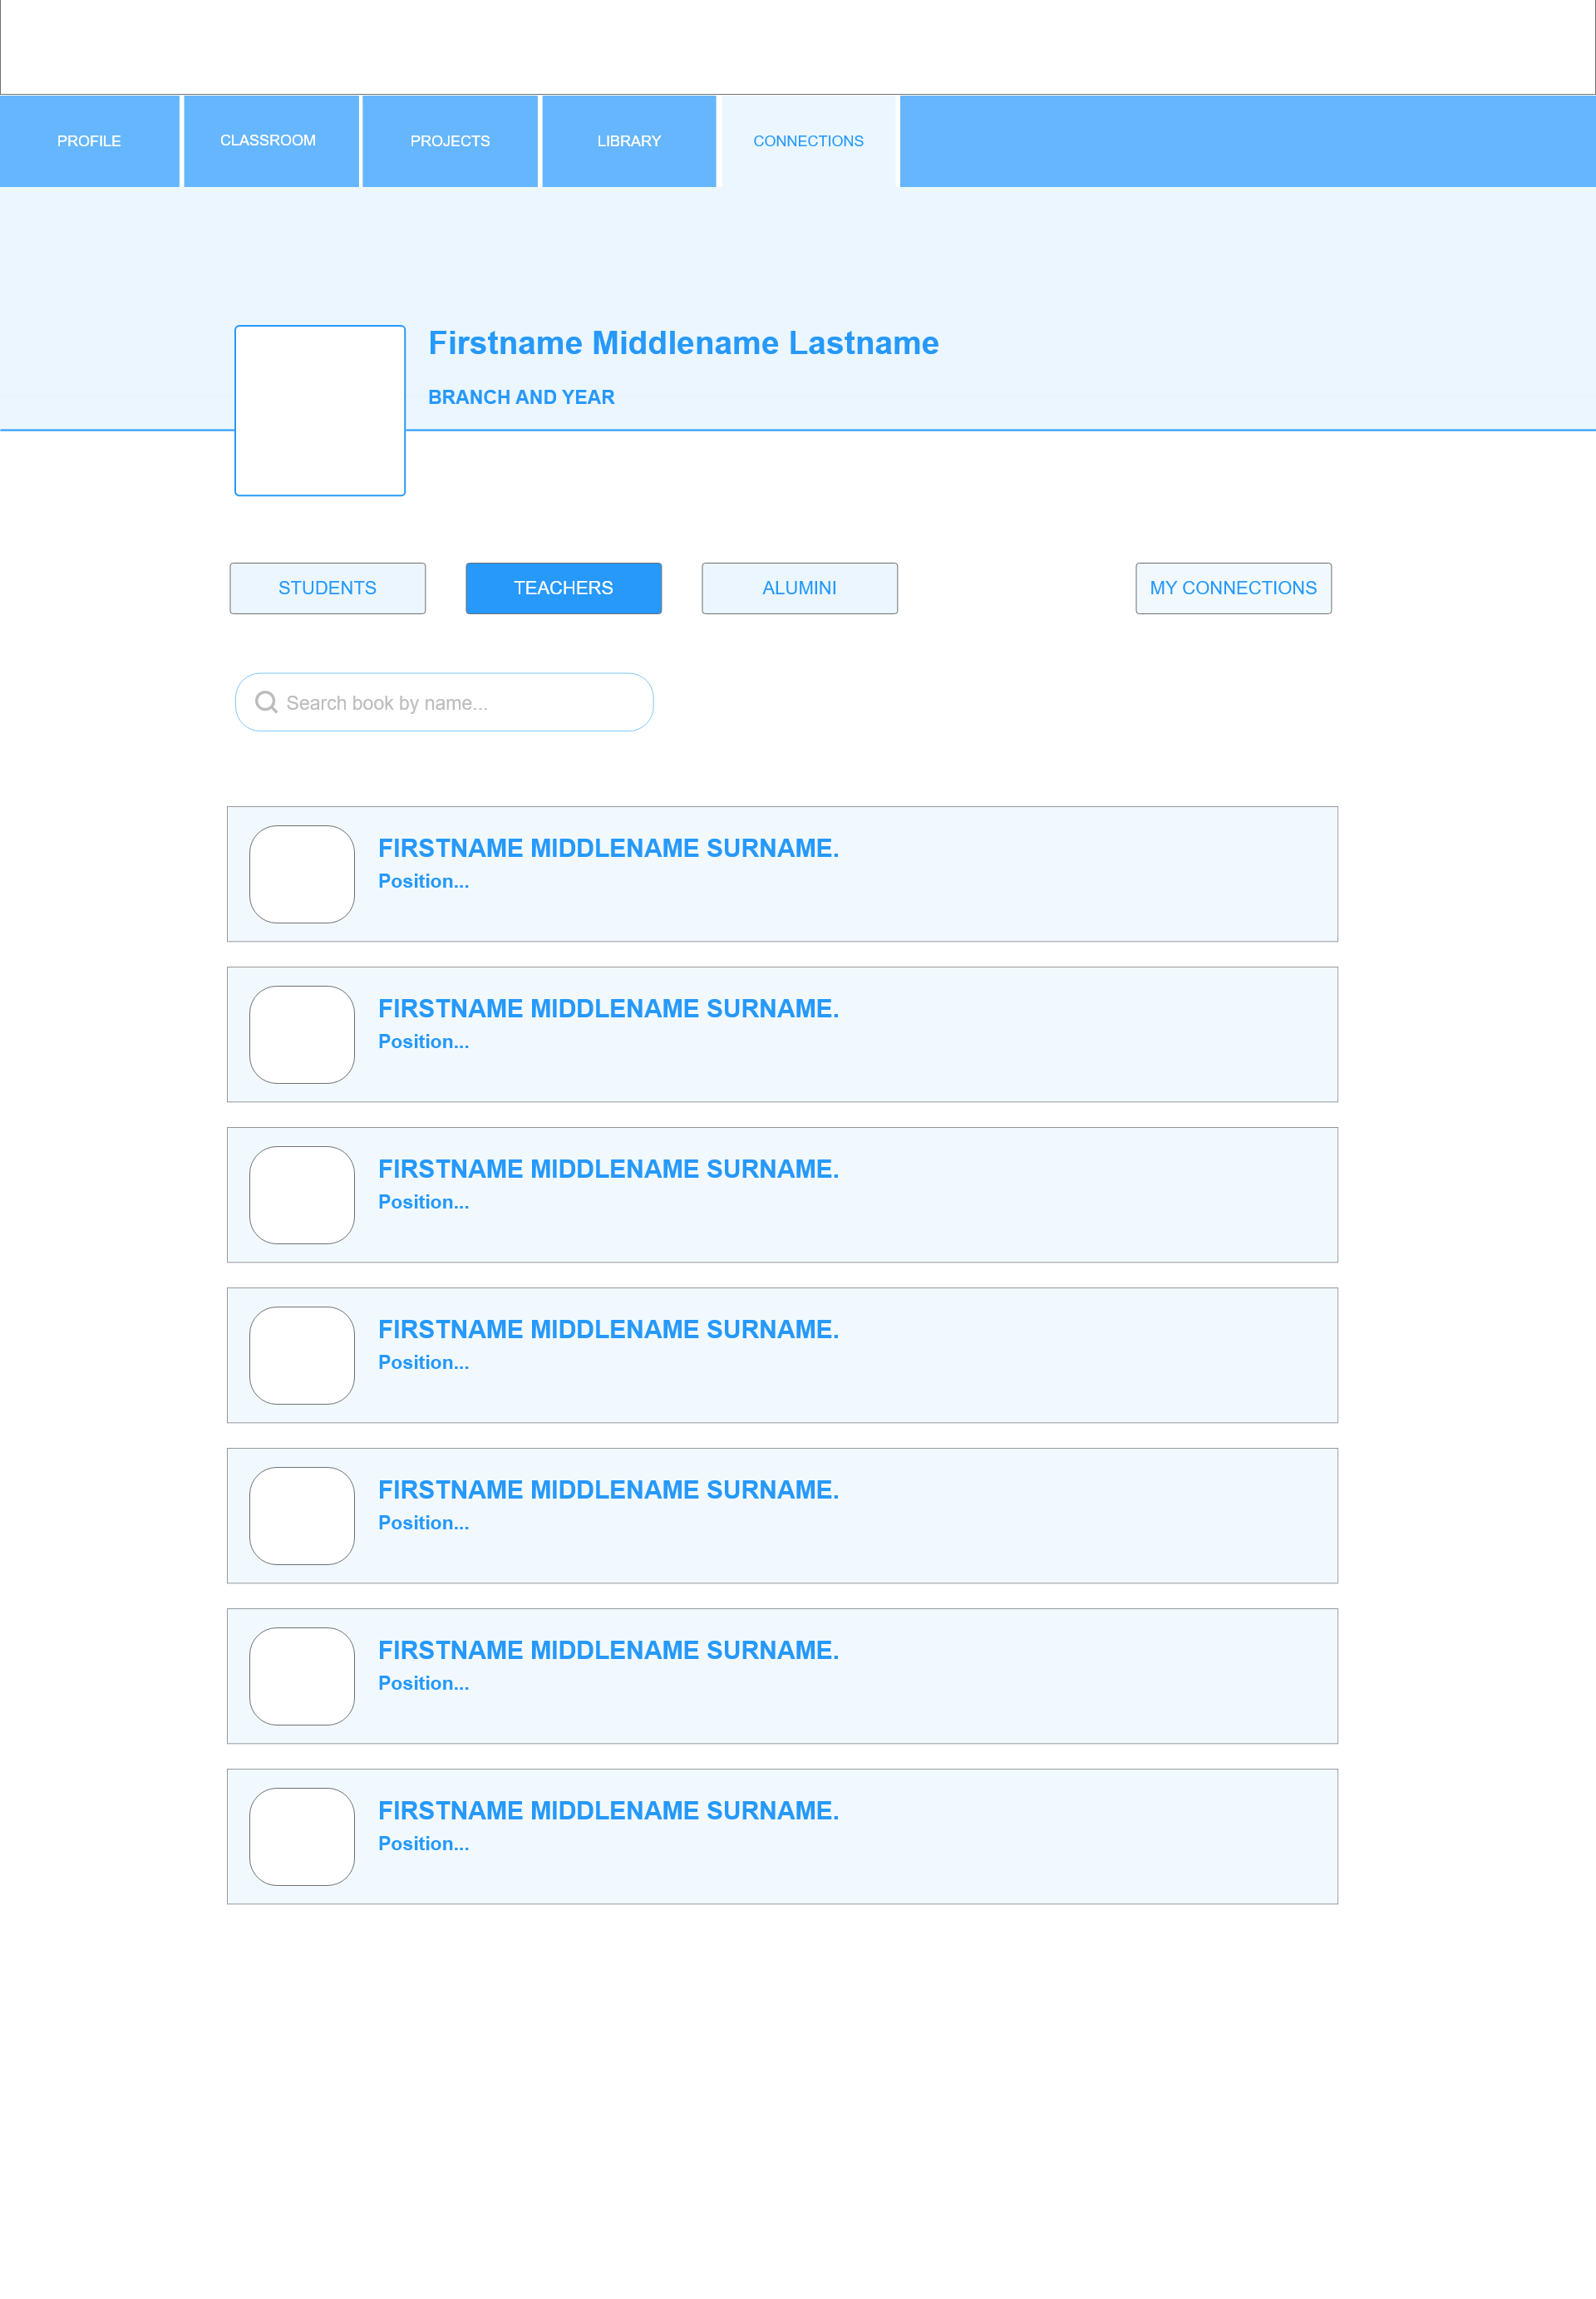 PROFILE CLASSROOM PROJECTS LIBRARY CONNECTIONS
Firstname Middlename Lastname
BRANCH AND YEAR
STUDENTS TEACHERS ALUMINI MY CONNECTIONS
Search book by name...
FIRSTNAME MIDDLENAME SURNAME.
Position...
FIRSTNAME MIDDLENAME SURNAME.
Position...
FIRSTNAME MIDDLENAME SURNAME.
Position...
FIRSTNAME MIDDLENAME SURNAME.
Position...
FIRSTNAME MIDDLENAME SURNAME.
Position...
FIRSTNAME MIDDLENAME SURNAME.
Position...
FIRSTNAME MIDDLENAME SURNAME.
Position...